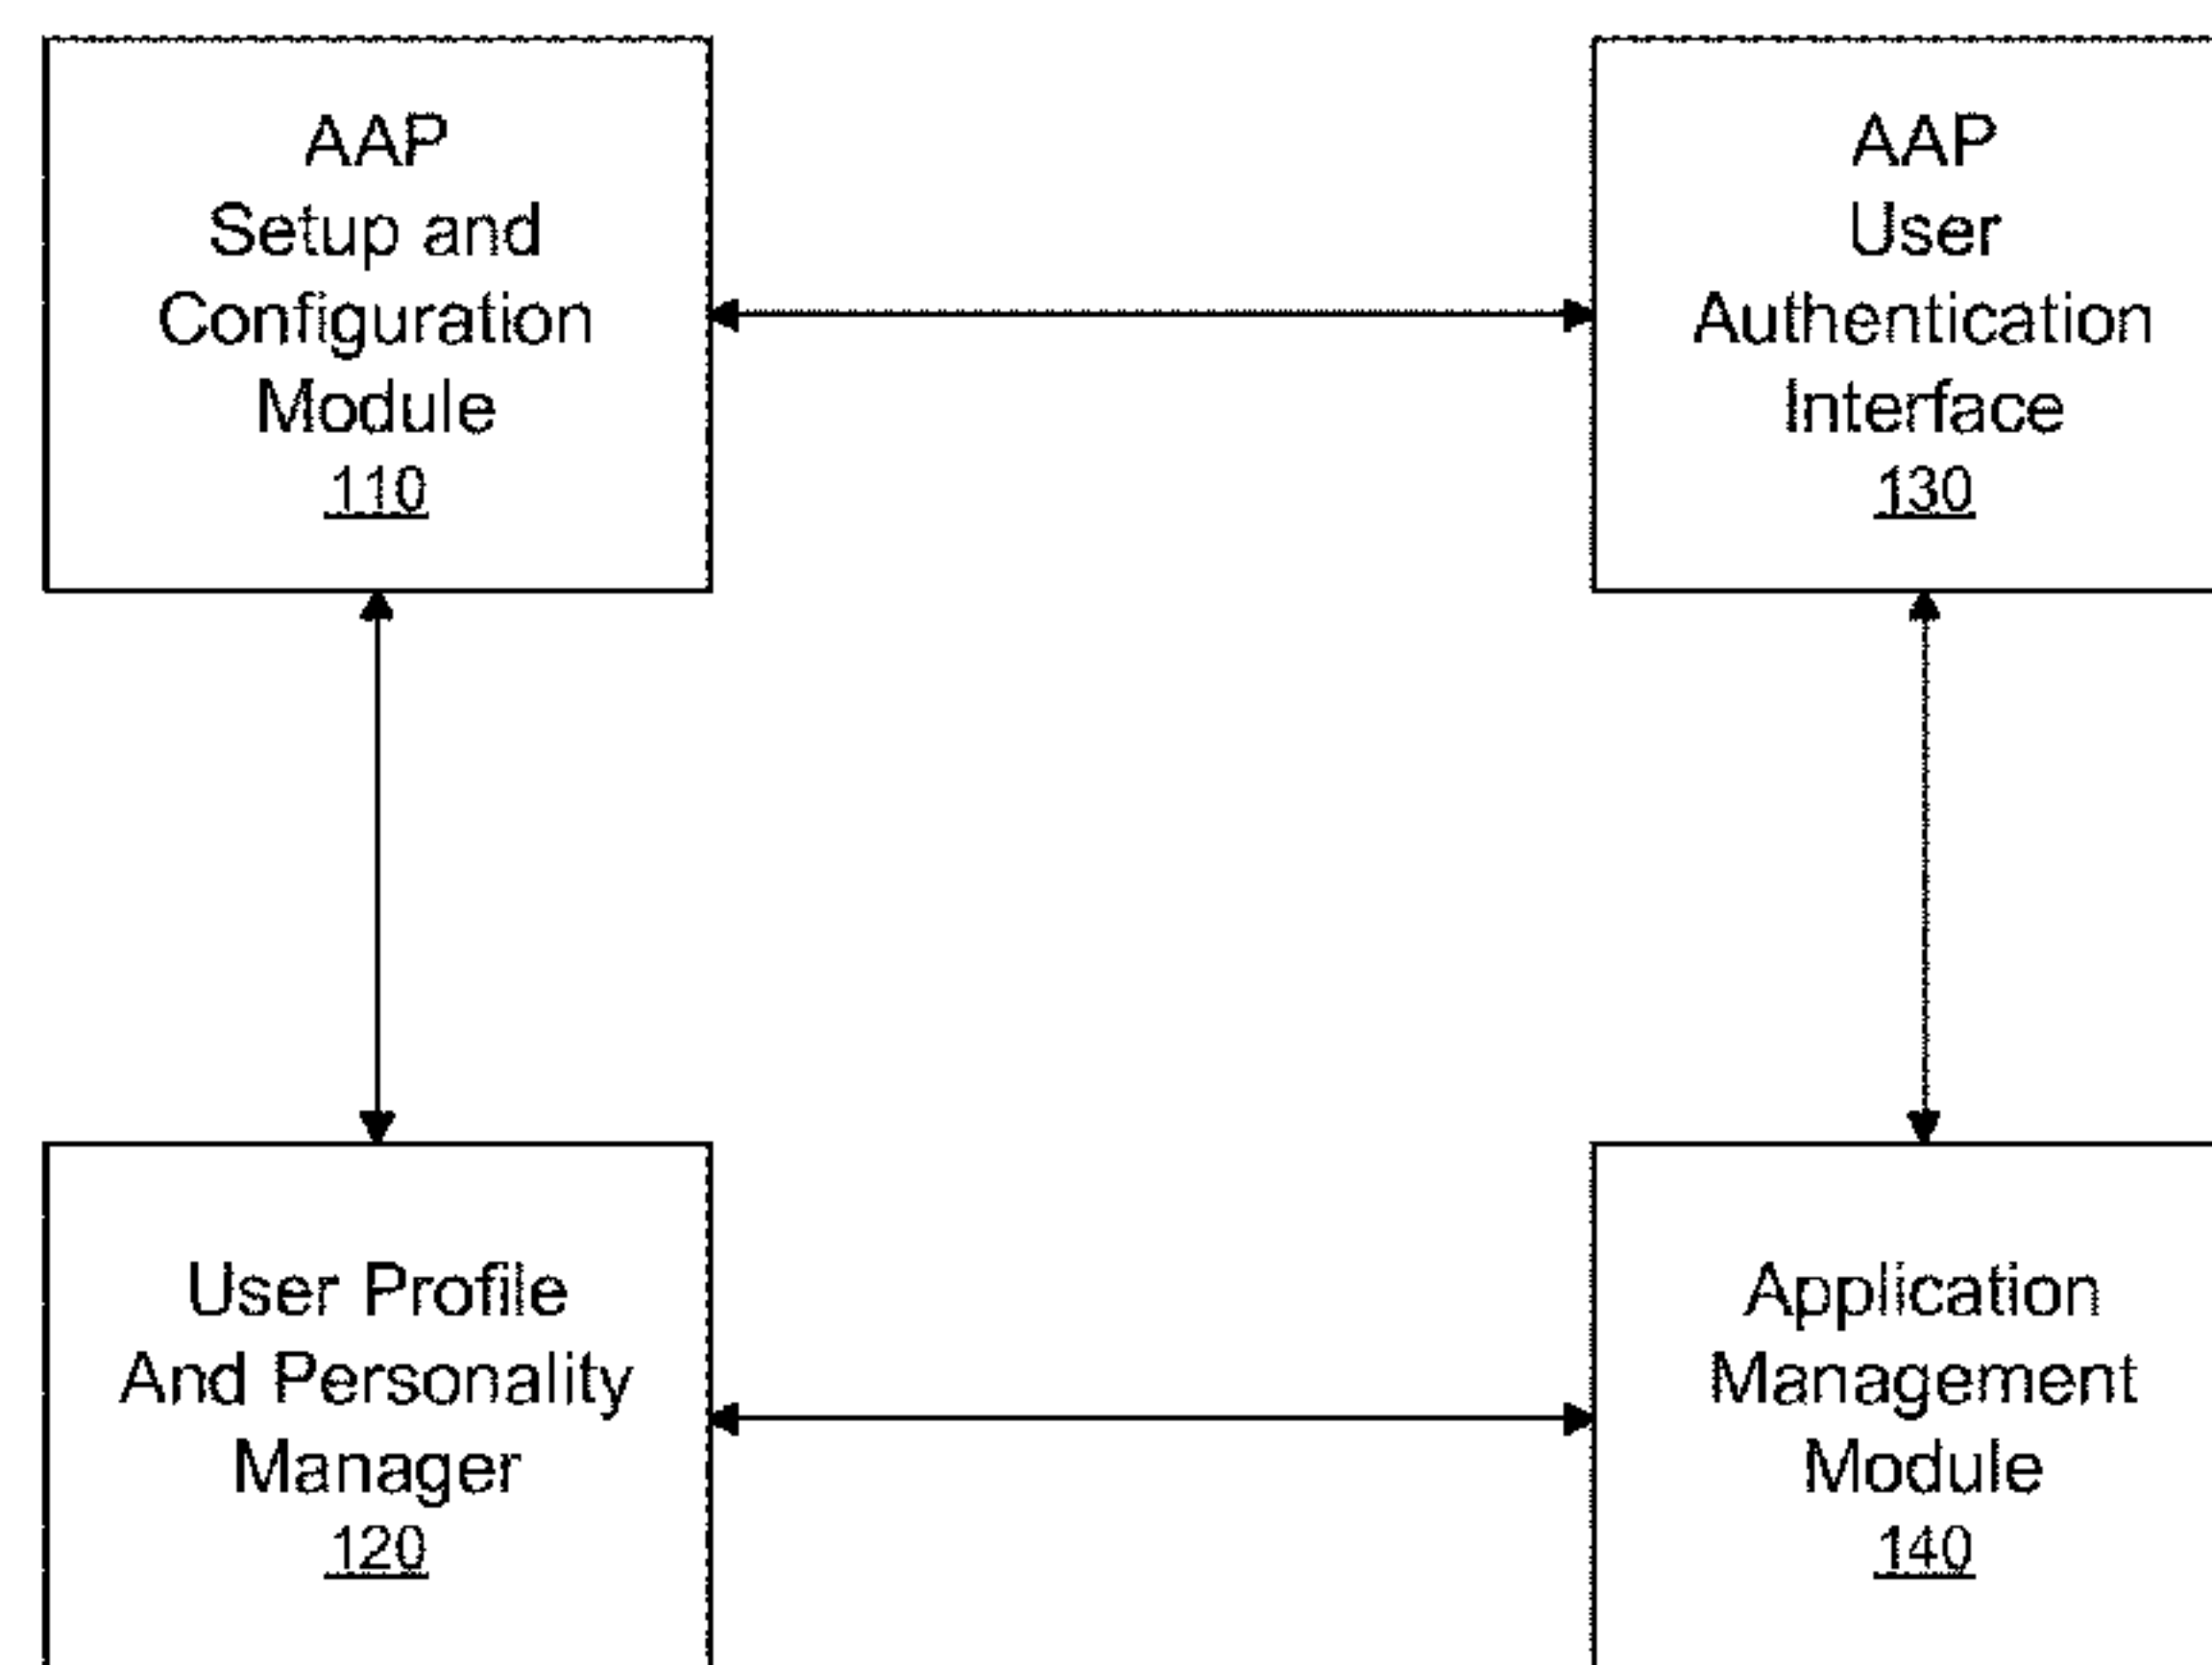 AAP
Setup and
Configuration
Module
110
AAP
User
Authentication
Interface
130
User Profile
And Personality
Manager
120
Application
Management
Module
140